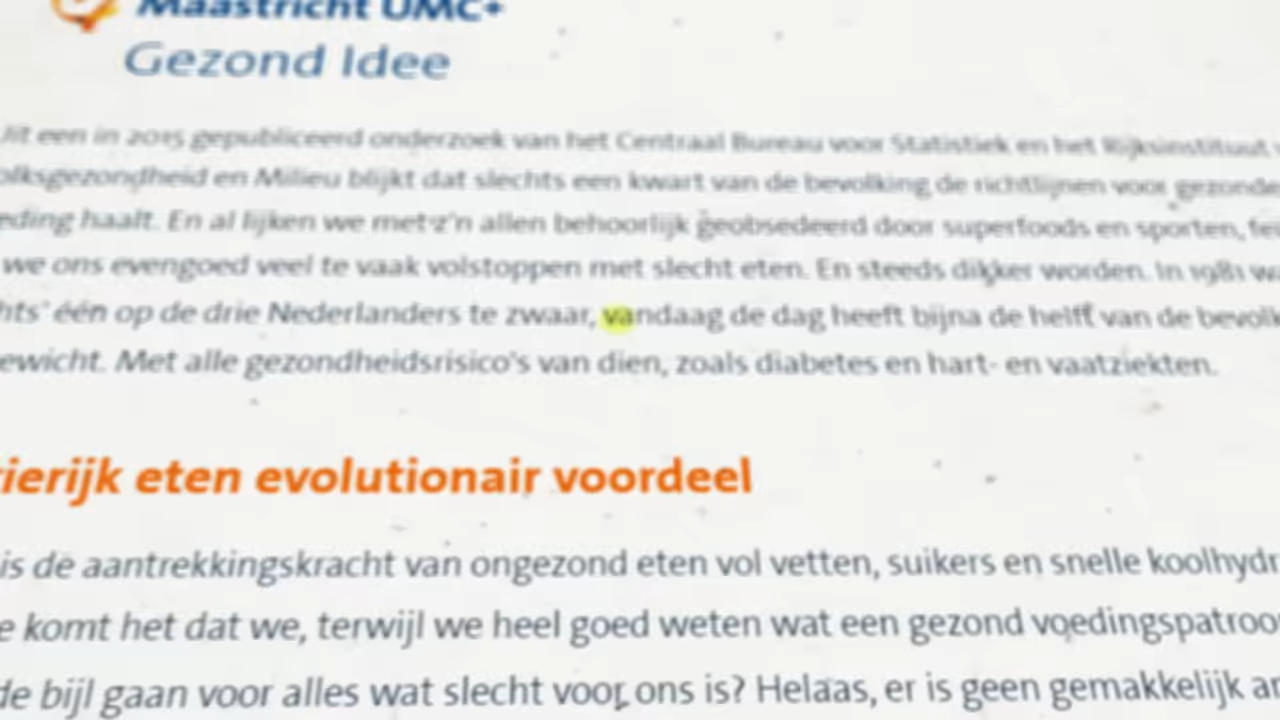 Maastricht UMC+
Gezond Idee
Uit een in 2015 gepubliceerd onderzoek van het Centraal Bureau voor Statistiek en het Rijksinstituut v
olksgezondheid en Milieu blijkt dat slechts een kwart van de bevolking de richtlijnen voor gezonde
eding haalt. En al lijken we met z'n allen behoorlijk geobsedeerd door superfoods en sporten, fei
we ons evengoed veel te vaak volstoppen met slecht eten. En steeds dikker worden. In 1981 wa
hts' één op de drie Nederlanders te zwaar, vandaag de dag heeft bijna de helft van de bevolk
ewicht. Met alle gezondheidsrisico's van dien, zoals diabetes en hart- en vaatziekten.
rierijk eten evolutionair voordeel
is de aantrekkingskracht van ongezond eten vol vetten, suikers en snelle koolhydr
e komt het dat we, terwijl we heel goed weten wat een gezond voedingspatroo
de bijl gaan voor alles wat slecht voor ons is? Helaas, er is geen gemakkelijk an